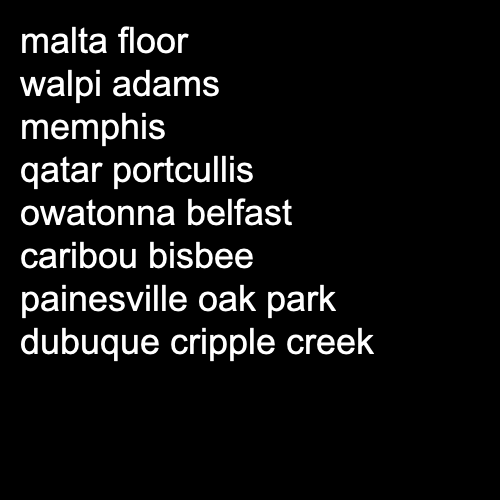 malta floor
walpi adams
memphis
qatar portcullis
owatonna belfast
caribou bisbee
painesville oak park
dubuque cripple creek